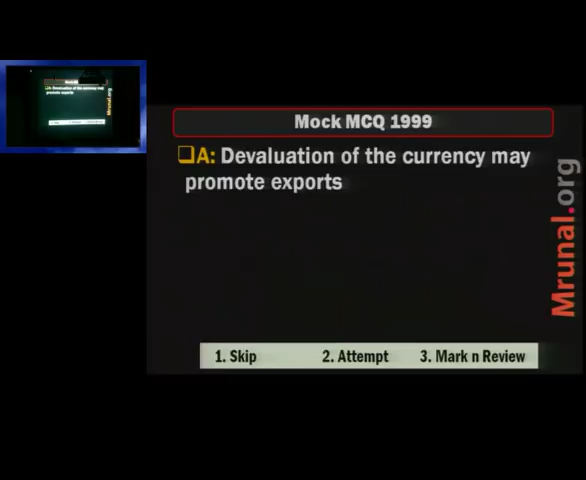 Mock MCQ 1999
❑A: Devaluation of the currency may
promote exports
Mrunal.org
1. Skip 2. Attempt 3. Mark n Review